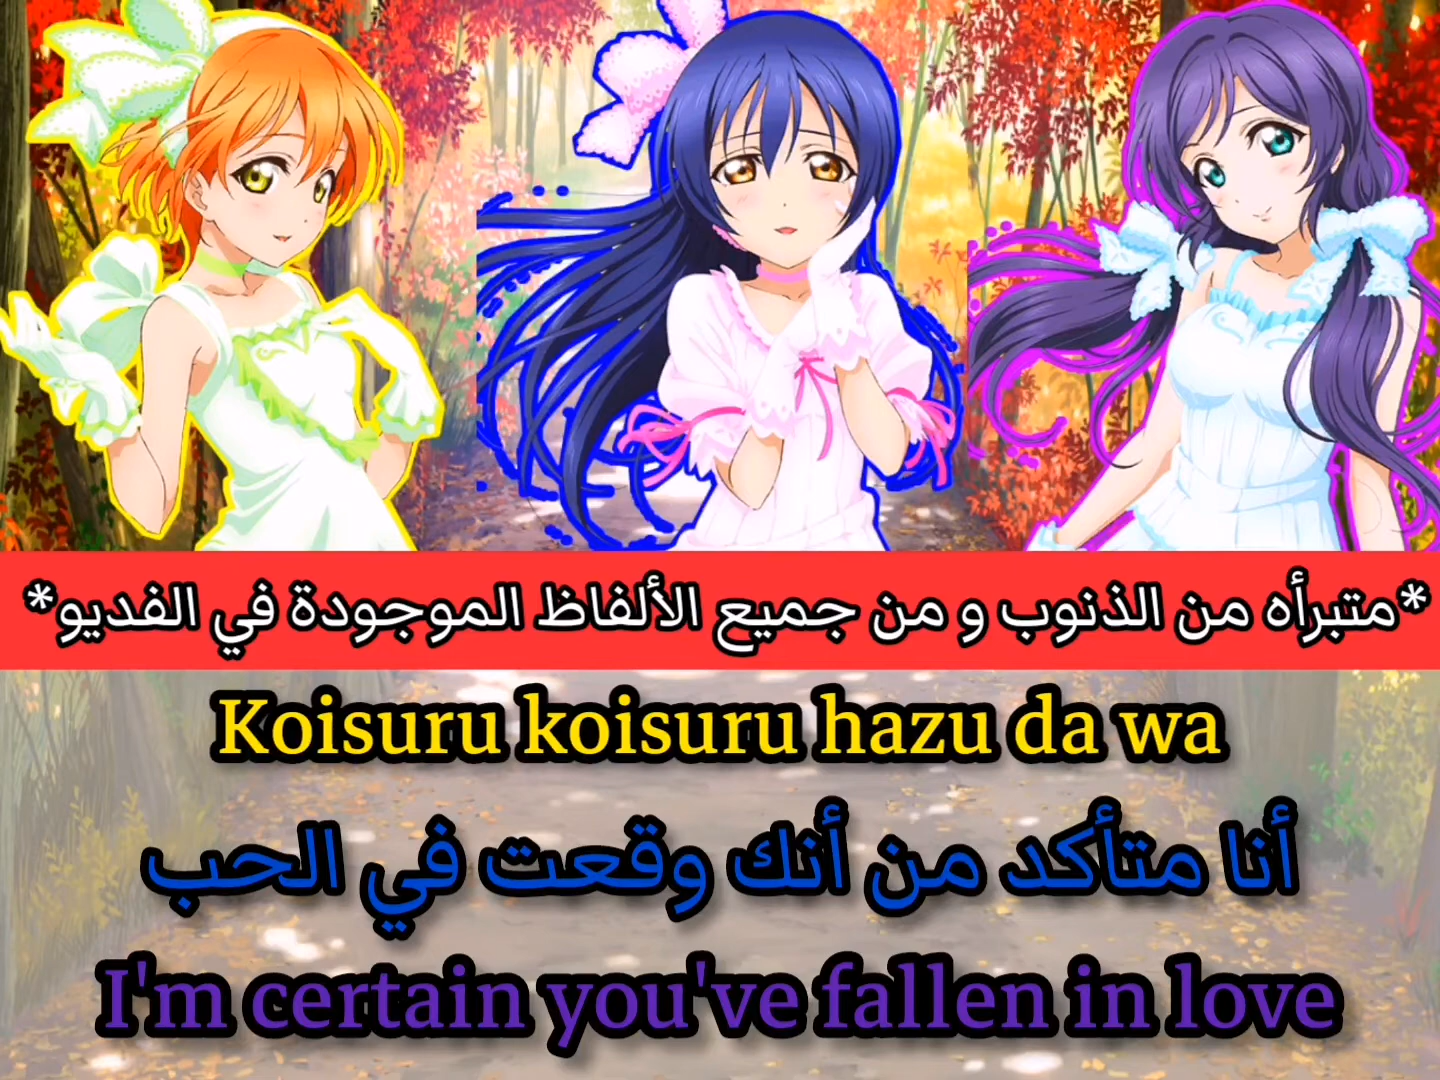 *متبرأه من الذنوب و من جميع الألفاظ الموجودة في الفديو*
Koisuru koisuru hazu da wa
أنا متأكد من أنك وقعت في الحب
I'm certain you've fallen in love